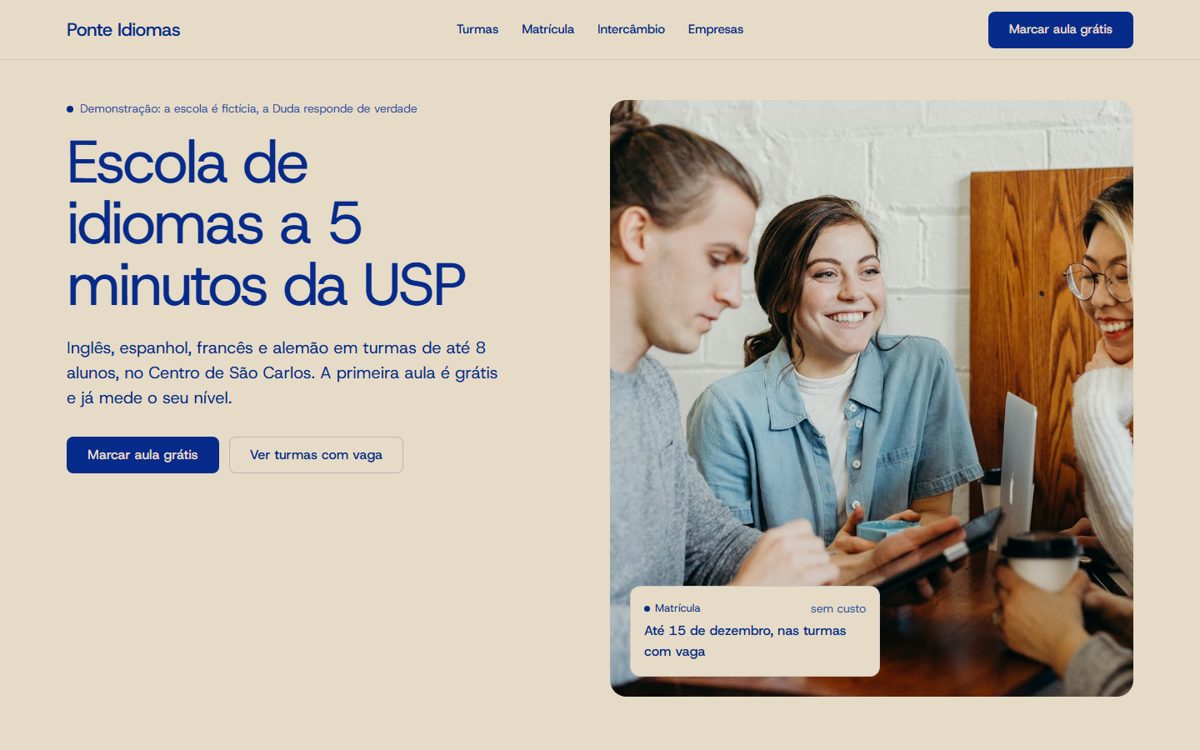 Ponte Idiomas
Turmas
Matrícula
Intercâmbio
Empresas
Marcar aula grátis
Demonstração: a escola é fictícia, a Duda responde de verdade
Escola de
idiomas a 5
minutos da USP
Inglês, espanhol, francês e alemão em turmas de até 8
alunos, no Centro de São Carlos. A primeira aula é grátis
e já mede o seu nível.
Marcar aula grátis
Ver turmas com vaga
Matrícula
sem custo
Até 15 de dezembro, nas turmas
com vaga